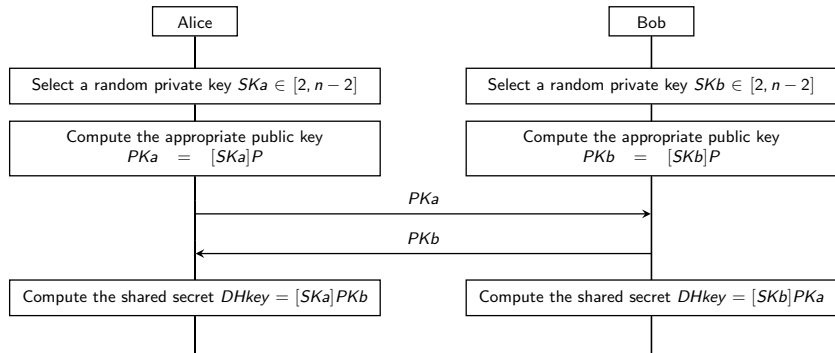 Alice
Bob
Select a random private key SKa ∈ [2, n − 2]
Select a random private key SKb ∈ [2, n − 2]
Compute the appropriate public key
PKa = [SKa]P
Compute the appropriate public key
PKb = [SKb]P
PKa
PKb
Compute the shared secret DHkey = [SKa]PKb
Compute the shared secret DHkey = [SKb]PKa